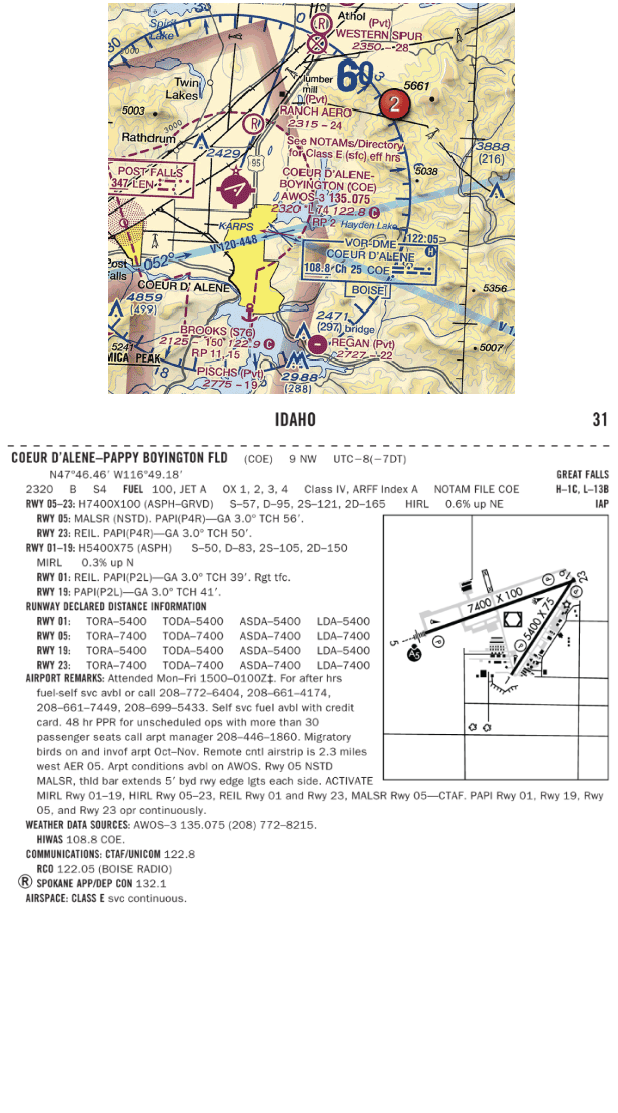 Athol
(Pvt)
WESTERN SPUR
2350 - 28
Spirit
Lake
30
3000
0
3
R
60
5661
2
lumber
mill
Twin
Lakes
(Pvt)
RANCH AERO
2315 - 24
R
5003
3000
Rathdrum
2429
95
See NOTAMs/Directory
for Class E (sfc) eff hrs
3888
(216)
5038
POST FALLS
347 LEN
COEUR D'ALENE-
BOYINGTON (COE)
AWOS-3 135.075
2320 *L 74 122.8 C
RP 2
Hayden Lake
KARPS
V120-448
122.05
H
VOR-DME
COEUR D'ALENE
108.8 Ch 25 COE
BOISE
052°
Post
Falls
COEUR D' ALENE
5356
4859
(499)
V 1
2471
(297) bridge
BROOKS (S76)
2125 - 150 122.9 C
RP 11, 15
REGAN (Pvt)
2727 - 22
5007
5241
MICA PEAK
18
PISCHS (Pvt)
2775 - 19
2988
(288)
IDAHO 31
COEUR D'ALENE–PAPPY BOYINGTON FLD (COE) 9 NW UTC–8(–7DT)
N47°46.46′ W116°49.18′ GREAT FALLS
2320 B S4 FUEL 100, JET A OX 1, 2, 3, 4 Class IV, ARFF Index A NOTAM FILE COE H–1C, L–13B
RWY 05–23: H7400X100 (ASPH–GRVD) S–57, D–95, 2S–121, 2D–165 HIRL 0.6% up NE IAP
RWY 05: MALSR (NSTD). PAPI(P4R)—GA 3.0° TCH 56′.
RWY 23: REIL. PAPI(P4R)—GA 3.0° TCH 50′.
RWY 01–19: H5400X75 (ASPH) S–50, D–83, 2S–105, 2D–150
MIRL 0.3% up N
RWY 01: REIL. PAPI(P2L)—GA 3.0° TCH 39′. Rgt tfc.
RWY 19: PAPI(P2L)—GA 3.0° TCH 41′.
RUNWAY DECLARED DISTANCE INFORMATION
RWY 01: TORA–5400 TODA–5400 ASDA–5400 LDA–5400
RWY 05: TORA–7400 TODA–7400 ASDA–7400 LDA–7400
RWY 19: TORA–5400 TODA–5400 ASDA–5400 LDA–5400
RWY 23: TORA–7400 TODA–7400 ASDA–7400 LDA–7400
AIRPORT REMARKS: Attended Mon–Fri 1500–0100Z‡. For after hrs
fuel-self svc avbl or call 208–772–6404, 208–661–4174,
208–661–7449, 208–699–5433. Self svc fuel avbl with credit
card. 48 hr PPR for unscheduled ops with more than 30
passenger seats call arpt manager 208–446–1860. Migratory
birds on and invof arpt Oct–Nov. Remote cntl airstrip is 2.3 miles
west AER 05. Arpt conditions avbl on AWOS. Rwy 05 NSTD
MALSR, thld bar extends 5′ byd rwy edge lgts each side. ACTIVATE
MIRL Rwy 01–19, HIRL Rwy 05–23, REIL Rwy 01 and Rwy 23, MALSR Rwy 05—CTAF. PAPI Rwy 01, Rwy 19, Rwy
05, and Rwy 23 opr continuously.
WEATHER DATA SOURCES: AWOS–3 135.075 (208) 772–8215.
HIWAS 108.8 COE.
COMMUNICATIONS: CTAF/UNICOM 122.8
RCO 122.05 (BOISE RADIO)
Ⓡ SPOKANE APP/DEP CON 132.1
AIRSPACE: CLASS E svc continuous.
7400 X 100
5400 X 75
19
23
5
A5
P
P
P
P